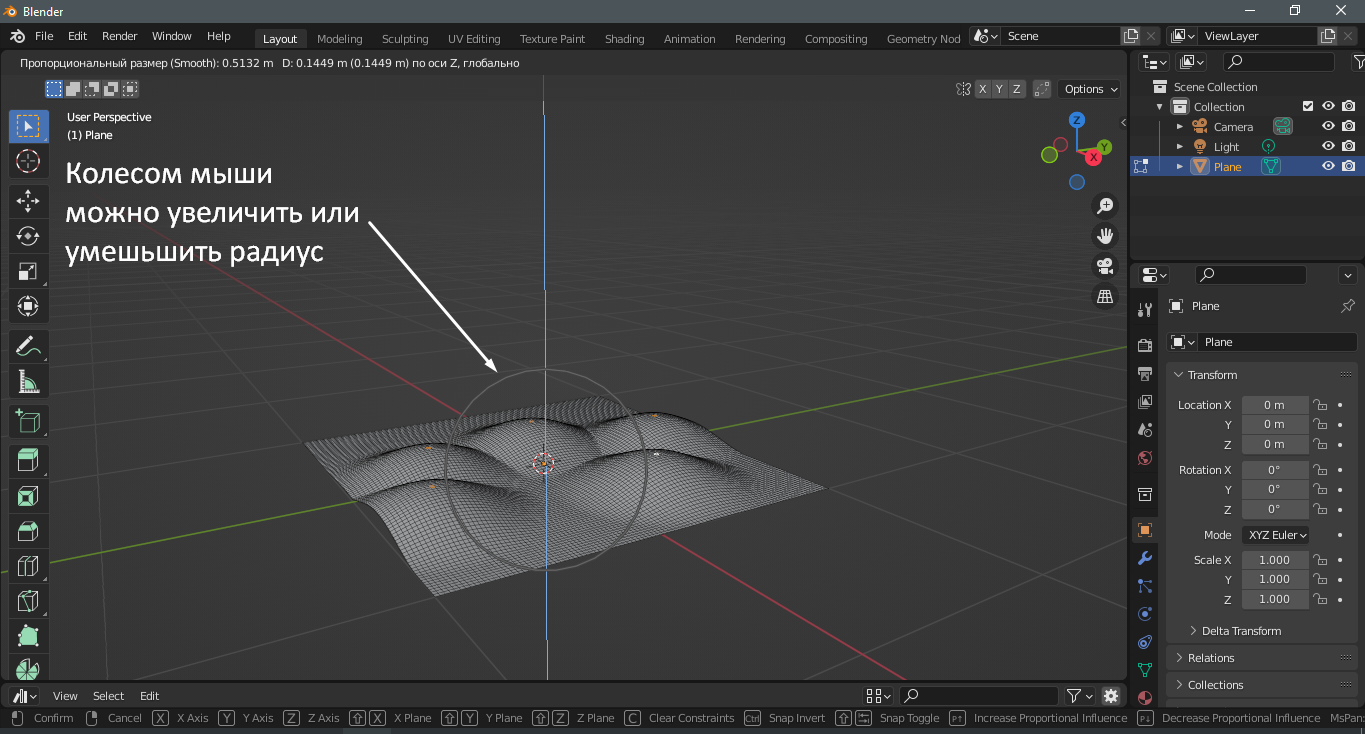 Blender
File Edit Render Window Help Layout Modeling Sculpting UV Editing Texture Paint Shading Animation Rendering Compositing Geometry Nod Scene ViewLayer
Пропорциональный размер (Smooth): 0.5132 m D: 0.1449 m (0.1449 m) по оси Z, глобально
X Y Z Options
User Perspective
(1) Plane
Колесом мыши
можно увеличить или
умешьшить радиус
Z
Y
X
Scene Collection
Collection
Camera
Light
Plane
Plane
Plane
Transform
Location X 0 m
Y 0 m
Z 0 m
Rotation X 0°
Y 0°
Z 0°
Mode XYZ Euler
Scale X 1.000
Y 1.000
Z 1.000
Delta Transform
Relations
Collections
View Select Edit
Confirm Cancel X X Axis Y Y Axis Z Z Axis X X Plane Y Y Plane Z Z Plane C Clear Constraints Ctrl Snap Invert Snap Toggle P↑ Increase Proportional Influence P↓ Decrease Proportional Influence MsPan: